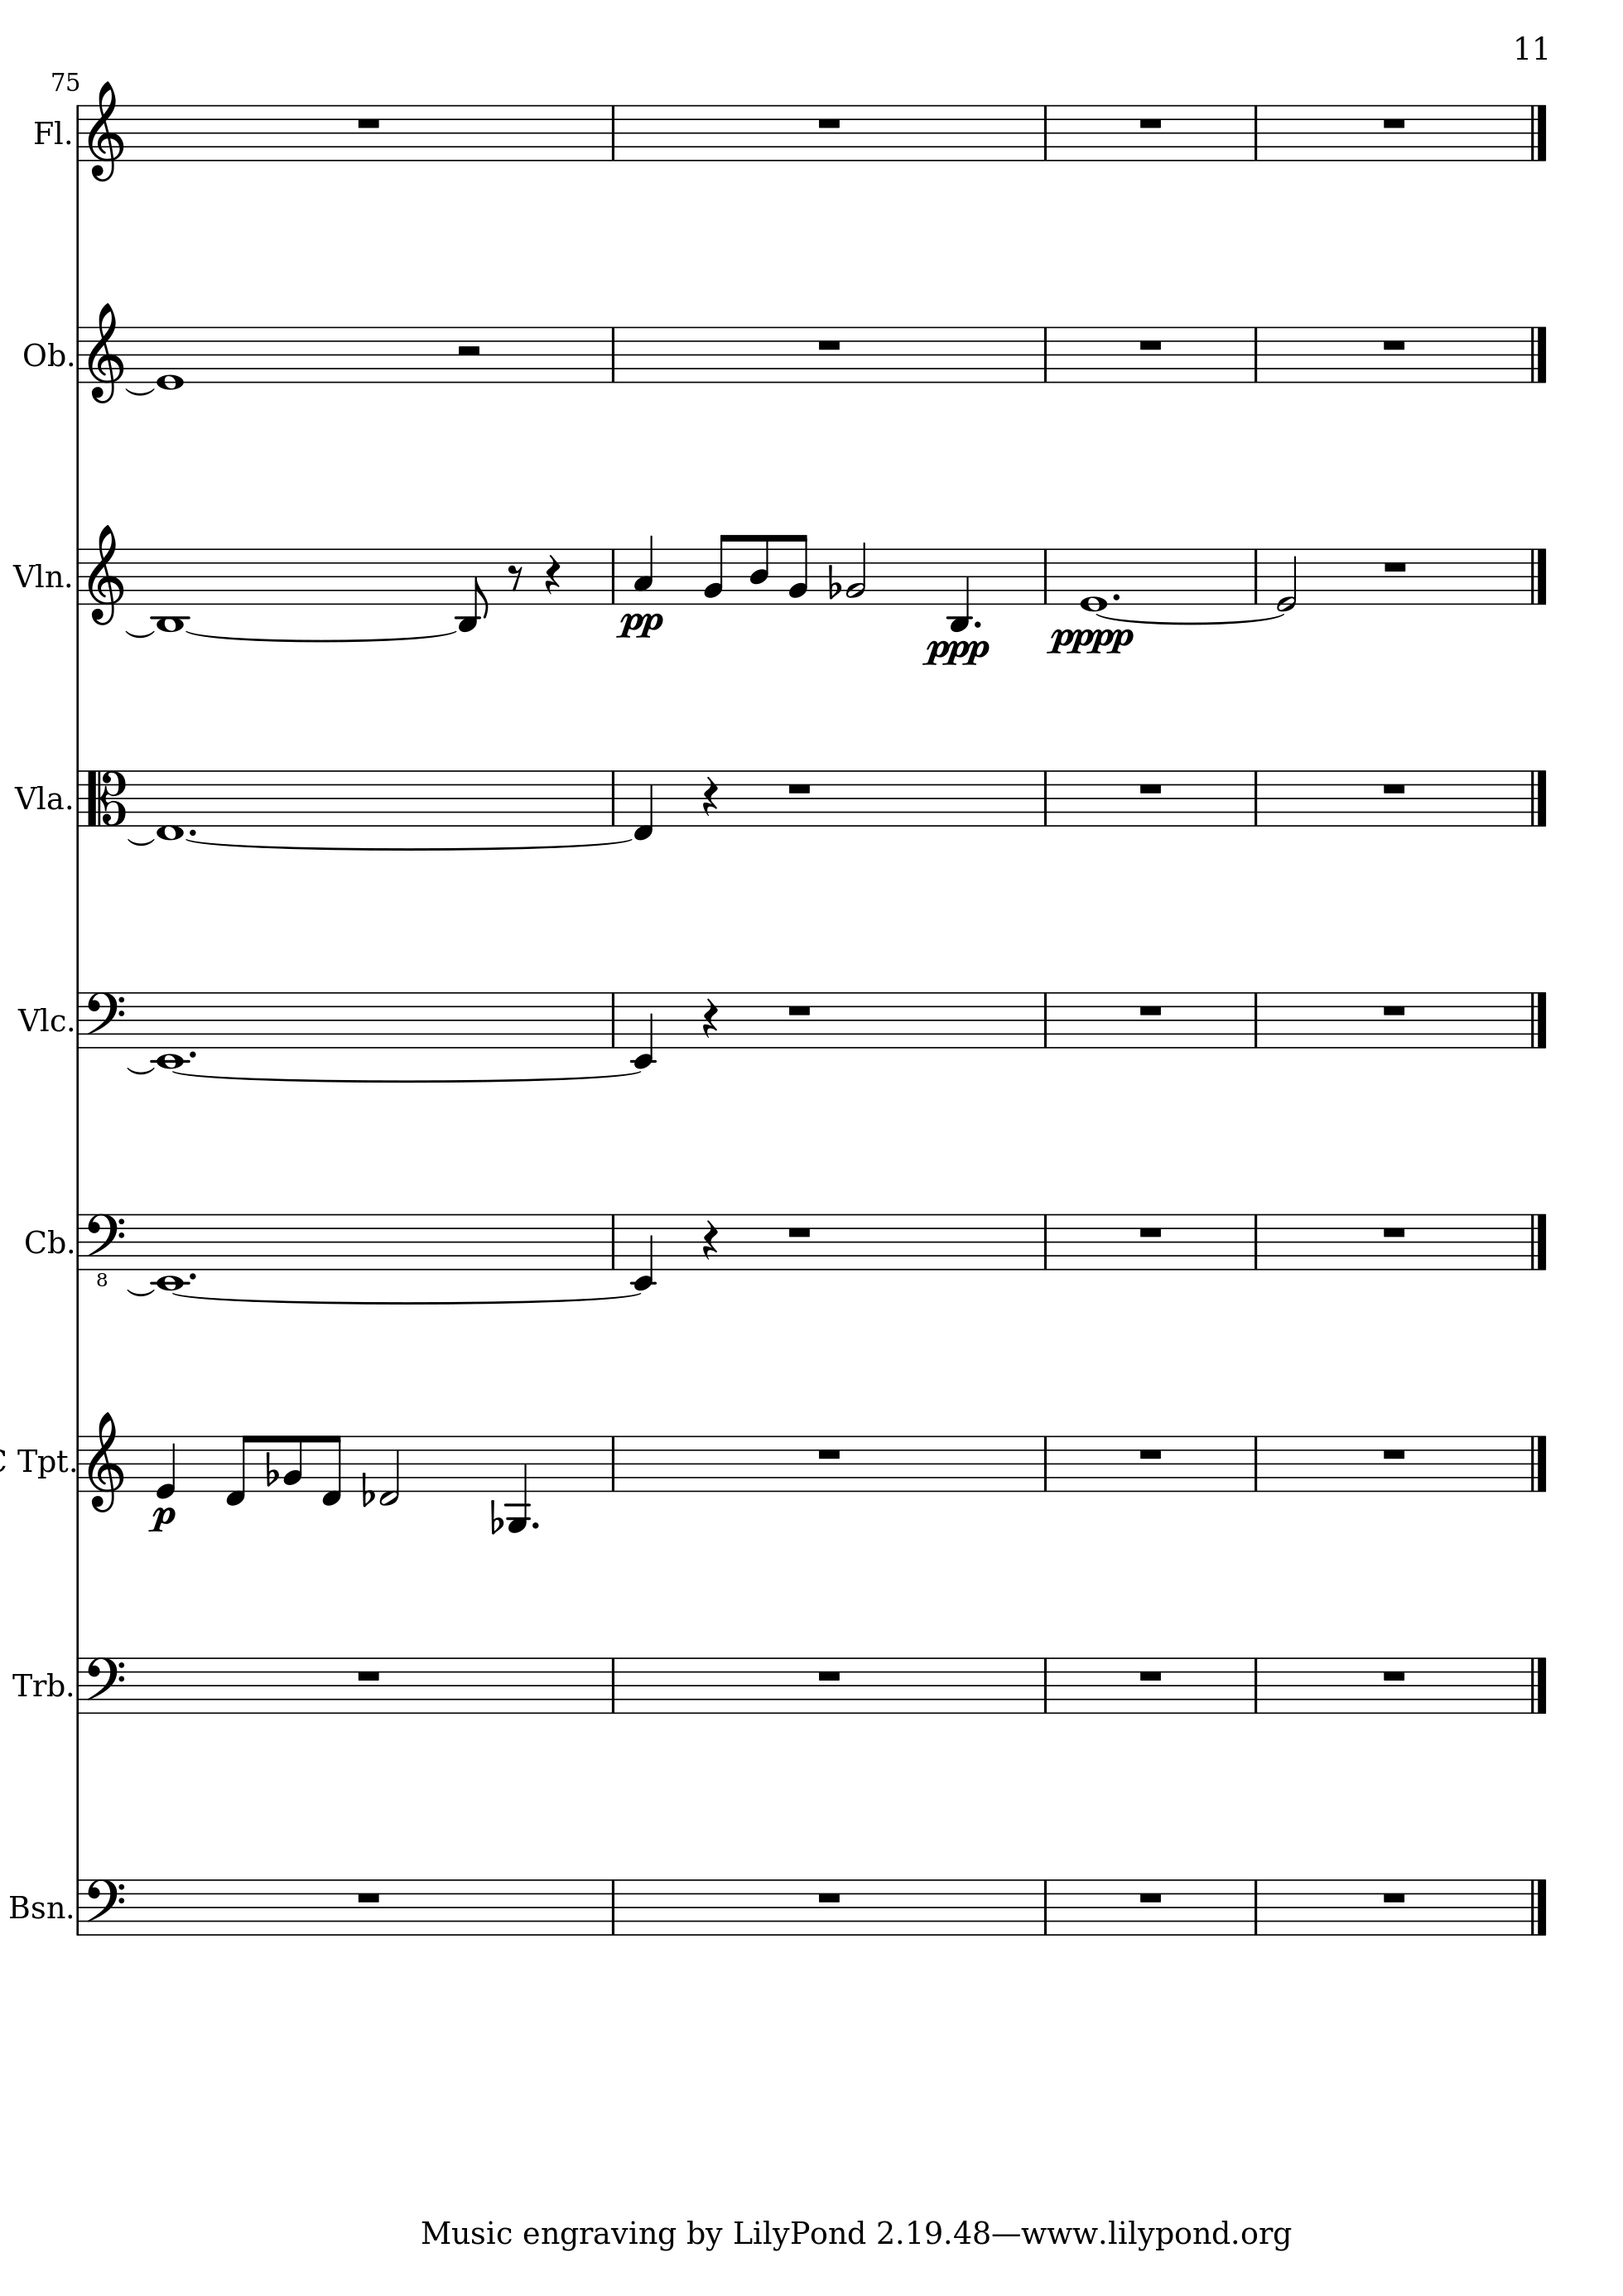 11
75
Fl.
Ob.
Vln.
pp
ppp
pppp
Vla.
Vlc.
Cb.
8
C Tpt.
p
Trb.
Bsn.
Music engraving by LilyPond 2.19.48—www.lilypond.org